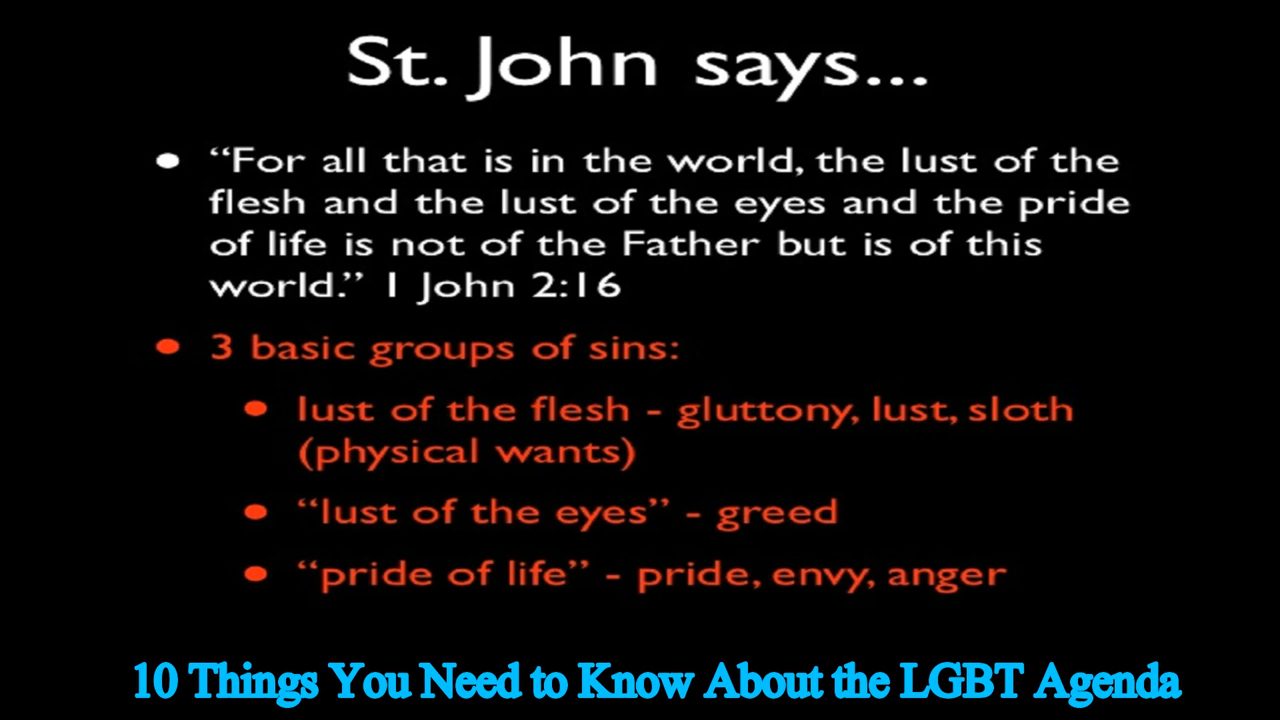 St. John says...
• “For all that is in the world, the lust of the
flesh and the lust of the eyes and the pride
of life is not of the Father but is of this
world.” 1 John 2:16
• 3 basic groups of sins:
• lust of the flesh - gluttony, lust, sloth
(physical wants)
• “lust of the eyes” - greed
• “pride of life” - pride, envy, anger
10 Things You Need to Know About the LGBT Agenda